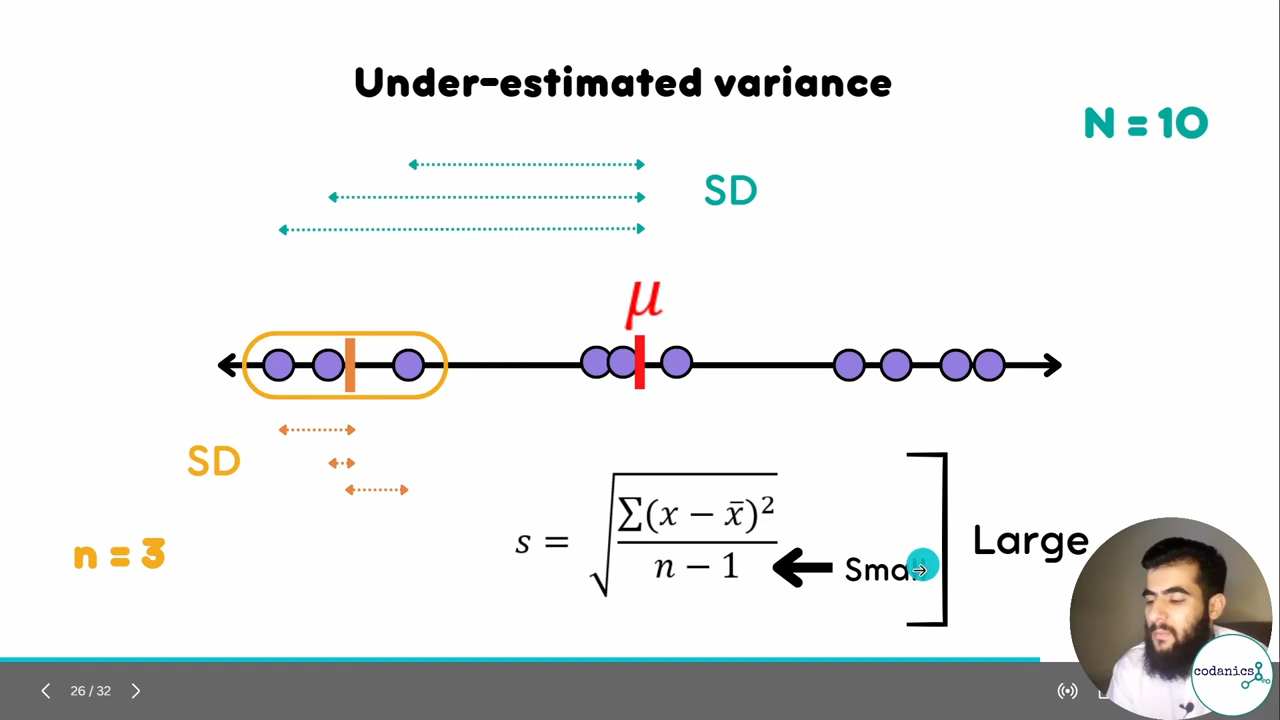 Under-estimated variance
N = 10
SD
μ
SD
s = √(∑(x − x̄)² / (n − 1))
Small
Large
n = 3
26 / 32
codanics